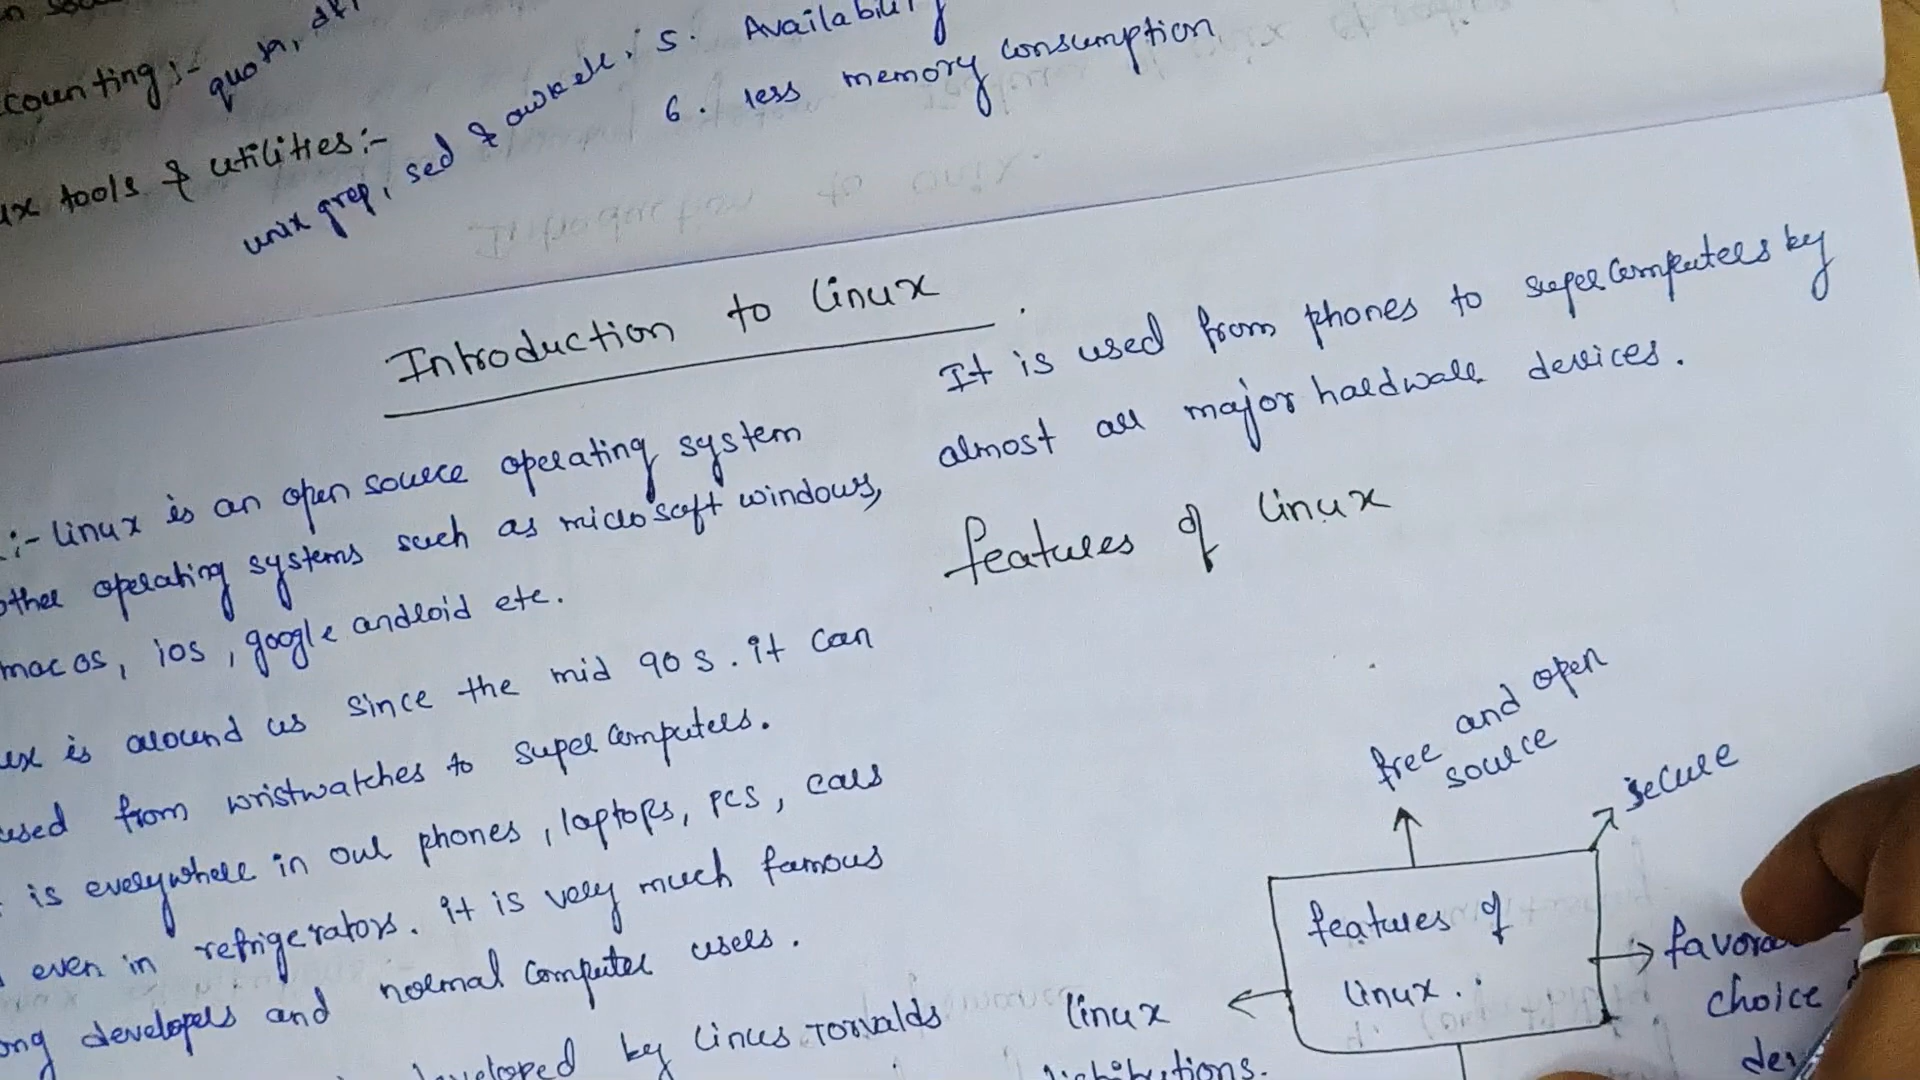 counting :-
quota,
ux tools & utilities :-
unix grep, sed &
5. Availability
6. less memory consumption
Introduction to linux
:- linux is an open source operating system
other operating systems such as microsoft windows,
mac os, ios, google android etc.
ux is around us since the mid 90s. it can
used from wristwatches to super computers.
is everywhere in our phones, laptops, pcs, cars
even in refrigerators. it is very much famous
ong developers and normal computer users.
developed by linus Torvalds
It is used from phones to super computers by
almost all major hardware devices.
features of linux
free and open
source
secure
features of
linux.
favora
choice
dev
linux
distributions.